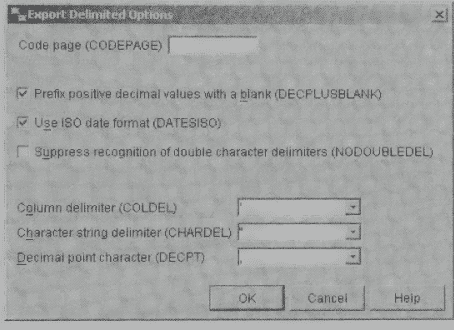 Export Delimited Options
Code page (CODEPAGE)
Prefix positive decimal values with a blank (DECPLUSBLANK)
Use ISO date format (DATESISO)
Suppress recognition of double character delimiters (NODOUBLEDEL)
Column delimiter (COLDEL)
Character string delimiter (CHARDEL)
Decimal point character (DECPT)
OK
Cancel
Help